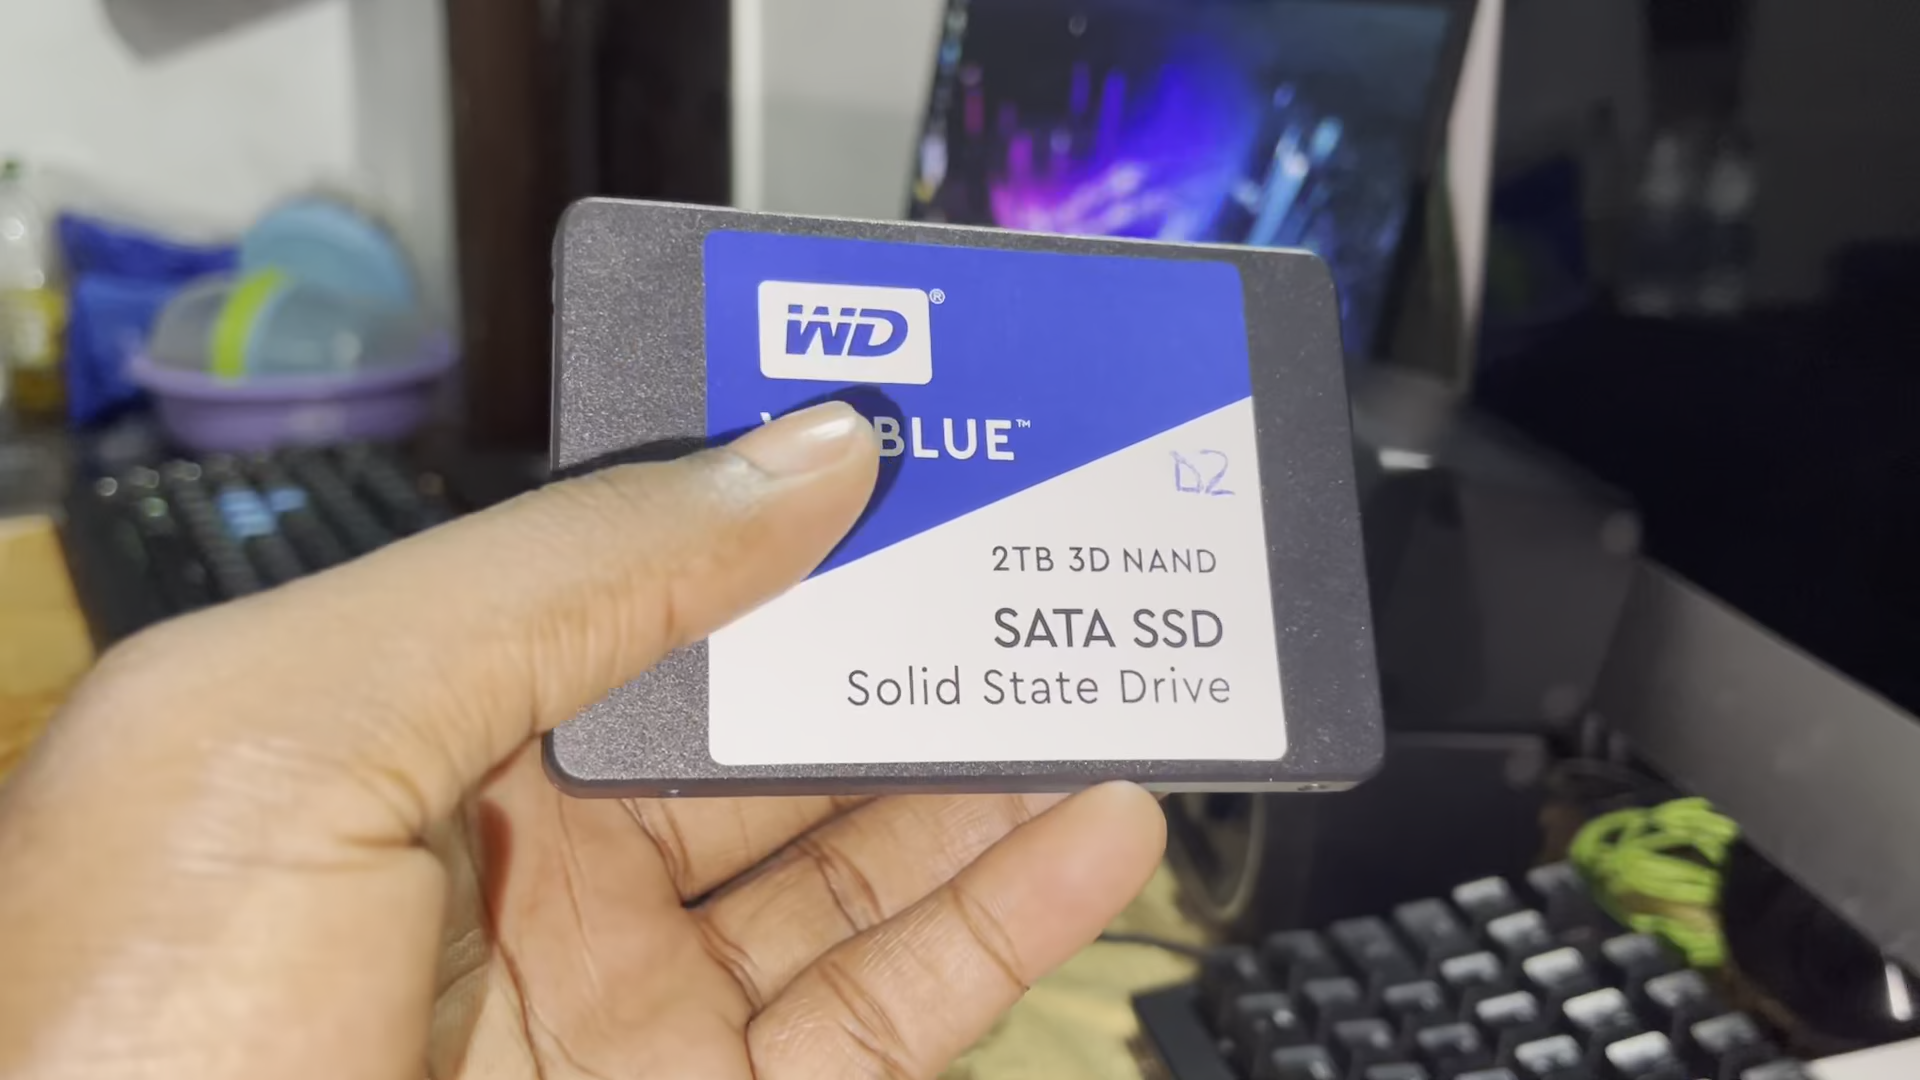 WD®
BLUE™
D2
2TB 3D NAND
SATA SSD
Solid State Drive